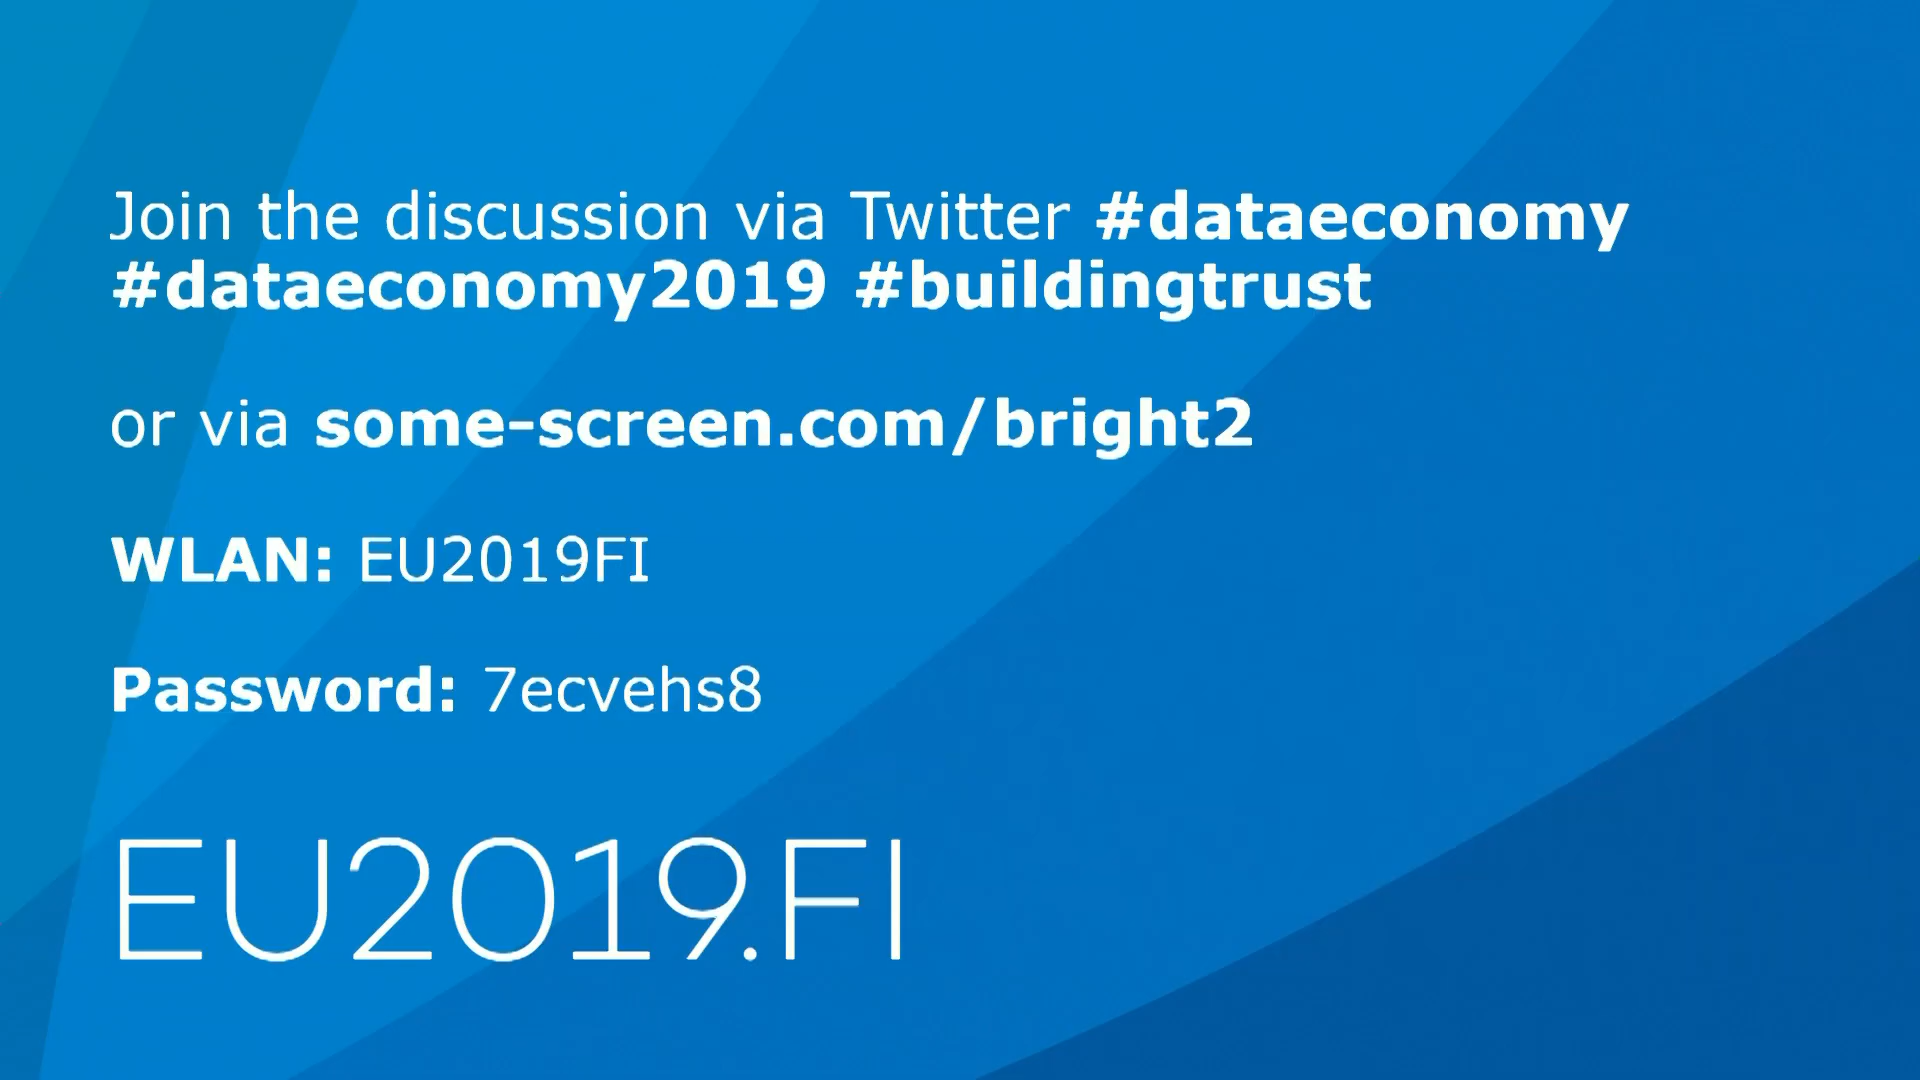 Join the discussion via Twitter #dataeconomy
#dataeconomy2019 #buildingtrust
or via some-screen.com/bright2
WLAN: EU2019FI
Password: 7ecvehs8
EU2019.FI